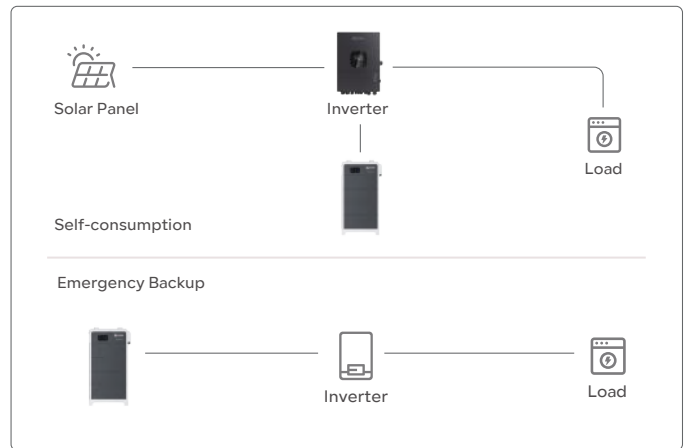 Solar Panel
Inverter
Load
Self-consumption
Emergency Backup
Inverter
Load